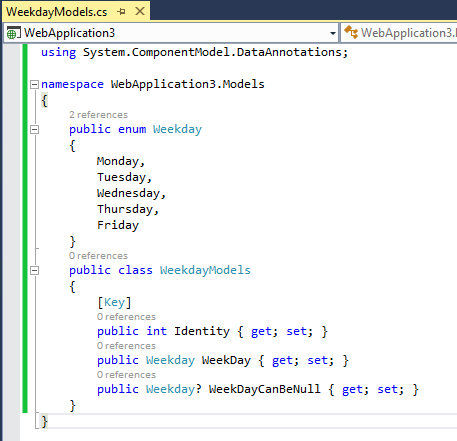 WeekdayModels.cs
WebApplication3 WebApplication3.
using System.ComponentModel.DataAnnotations;
namespace WebApplication3.Models
{
2 references
public enum Weekday
{
Monday,
Tuesday,
Wednesday,
Thursday,
Friday
}
0 references
public class WeekdayModels
{
[Key]
0 references
public int Identity { get; set; }
0 references
public Weekday WeekDay { get; set; }
0 references
public Weekday? WeekDayCanBeNull { get; set; }
}
}